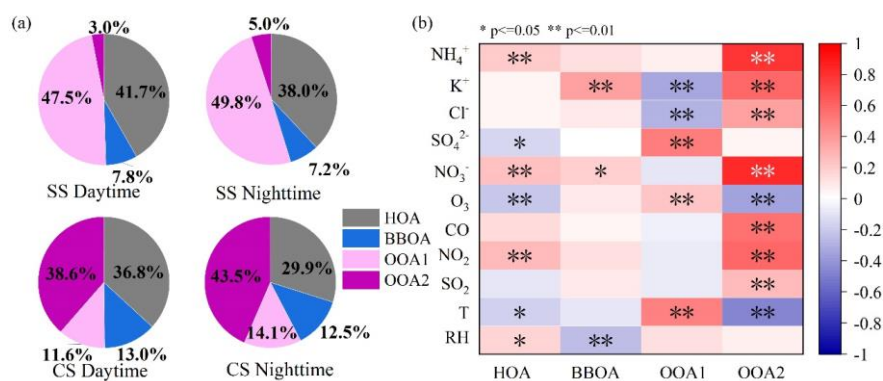 (a)
3.0%
47.5%
41.7%
7.8%
SS Daytime
5.0%
49.8%
38.0%
7.2%
SS Nighttime
HOA
BBOA
OOA1
OOA2
38.6%
36.8%
11.6%
13.0%
CS Daytime
43.5%
29.9%
14.1%
12.5%
CS Nighttime
(b)
* p<=0.05 ** p<=0.01
NH₄⁺ ** **
K⁺ ** ** **
Cl⁻ ** **
SO₄²⁻ * **
NO₃⁻ ** * **
O₃ ** ** **
CO **
NO₂ ** **
SO₂ **
T * ** **
RH * **
HOA BBOA OOA1 OOA2
1
0.8
0.6
0.4
0.2
0
-0.2
-0.4
-0.6
-0.8
-1